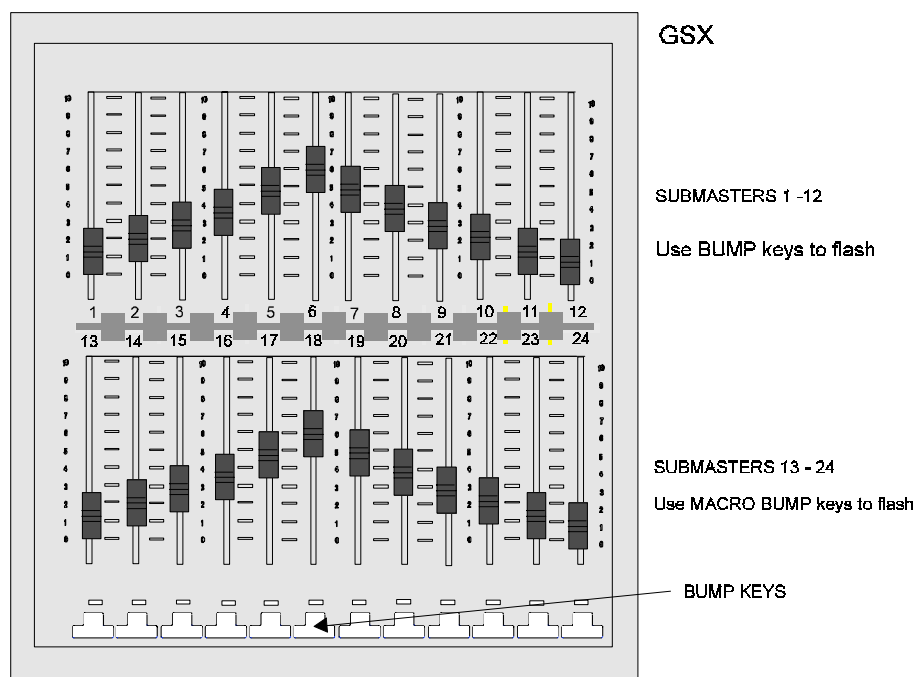 GSX
SUBMASTERS 1 -12
Use BUMP keys to flash
1 2 3 4 5 6 7 8 9 10 11 12
13 14 15 16 17 18 19 20 21 22 23 24
SUBMASTERS 13 - 24
Use MACRO BUMP keys to flash
BUMP KEYS